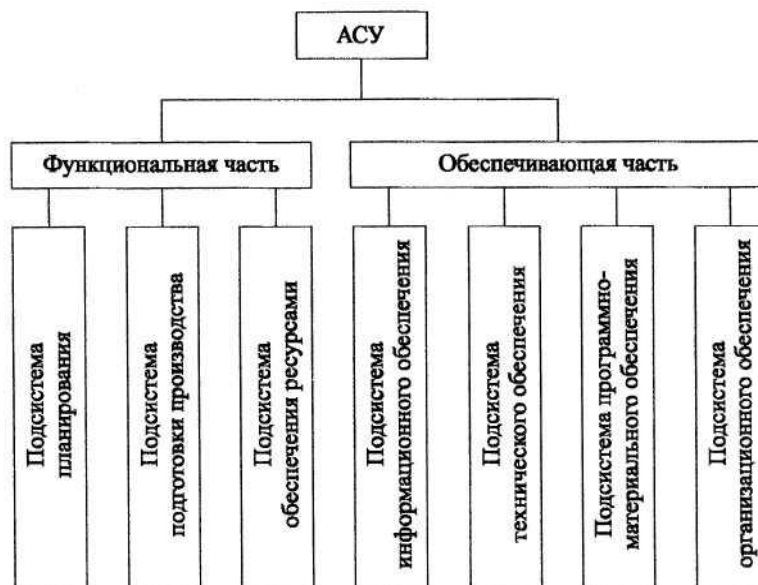 АСУ
Функциональная часть
Обеспечивающая часть
Подсистема
планирования
Подсистема
подготовки производства
Подсистема
обеспечения ресурсами
Подсистема
информационного обеспечения
Подсистема
технического обеспечения
Подсистема программно-
материального обеспечения
Подсистема
организационного обеспечения